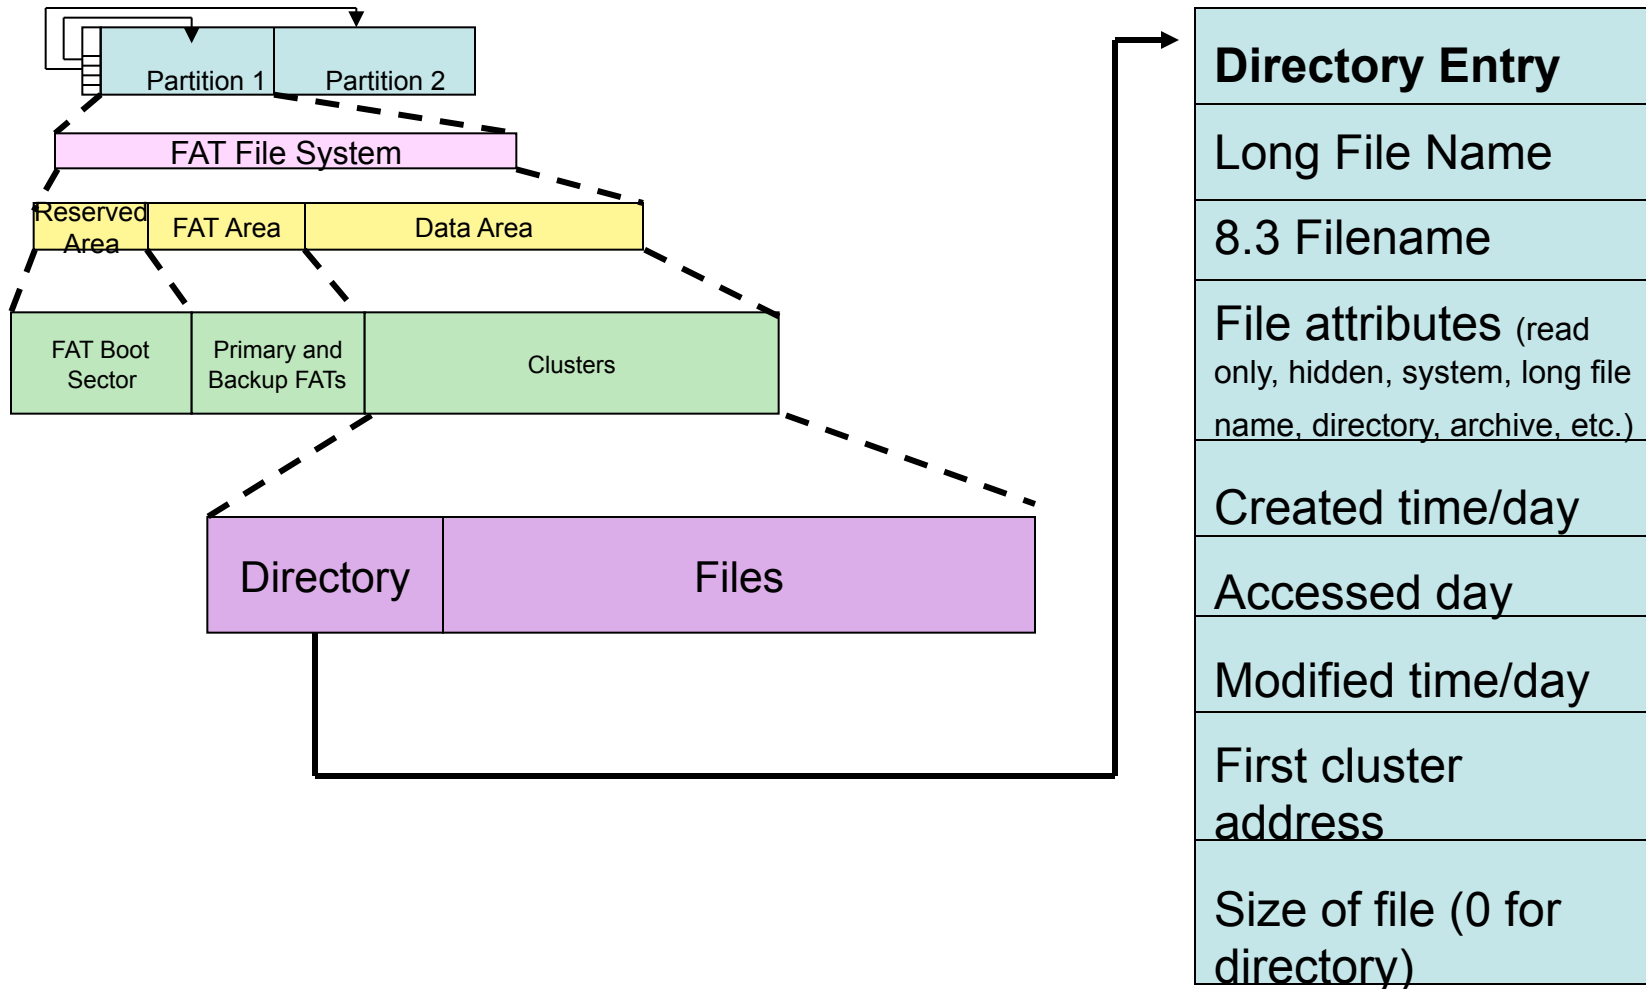 Partition 1
Partition 2
FAT File System
Reserved
Area
FAT Area
Data Area
FAT Boot
Sector
Primary and
Backup FATs
Clusters
Directory
Files
Directory Entry
Long File Name
8.3 Filename
File attributes (read
only, hidden, system, long file
name, directory, archive, etc.)
Created time/day
Accessed day
Modified time/day
First cluster
address
Size of file (0 for
directory)